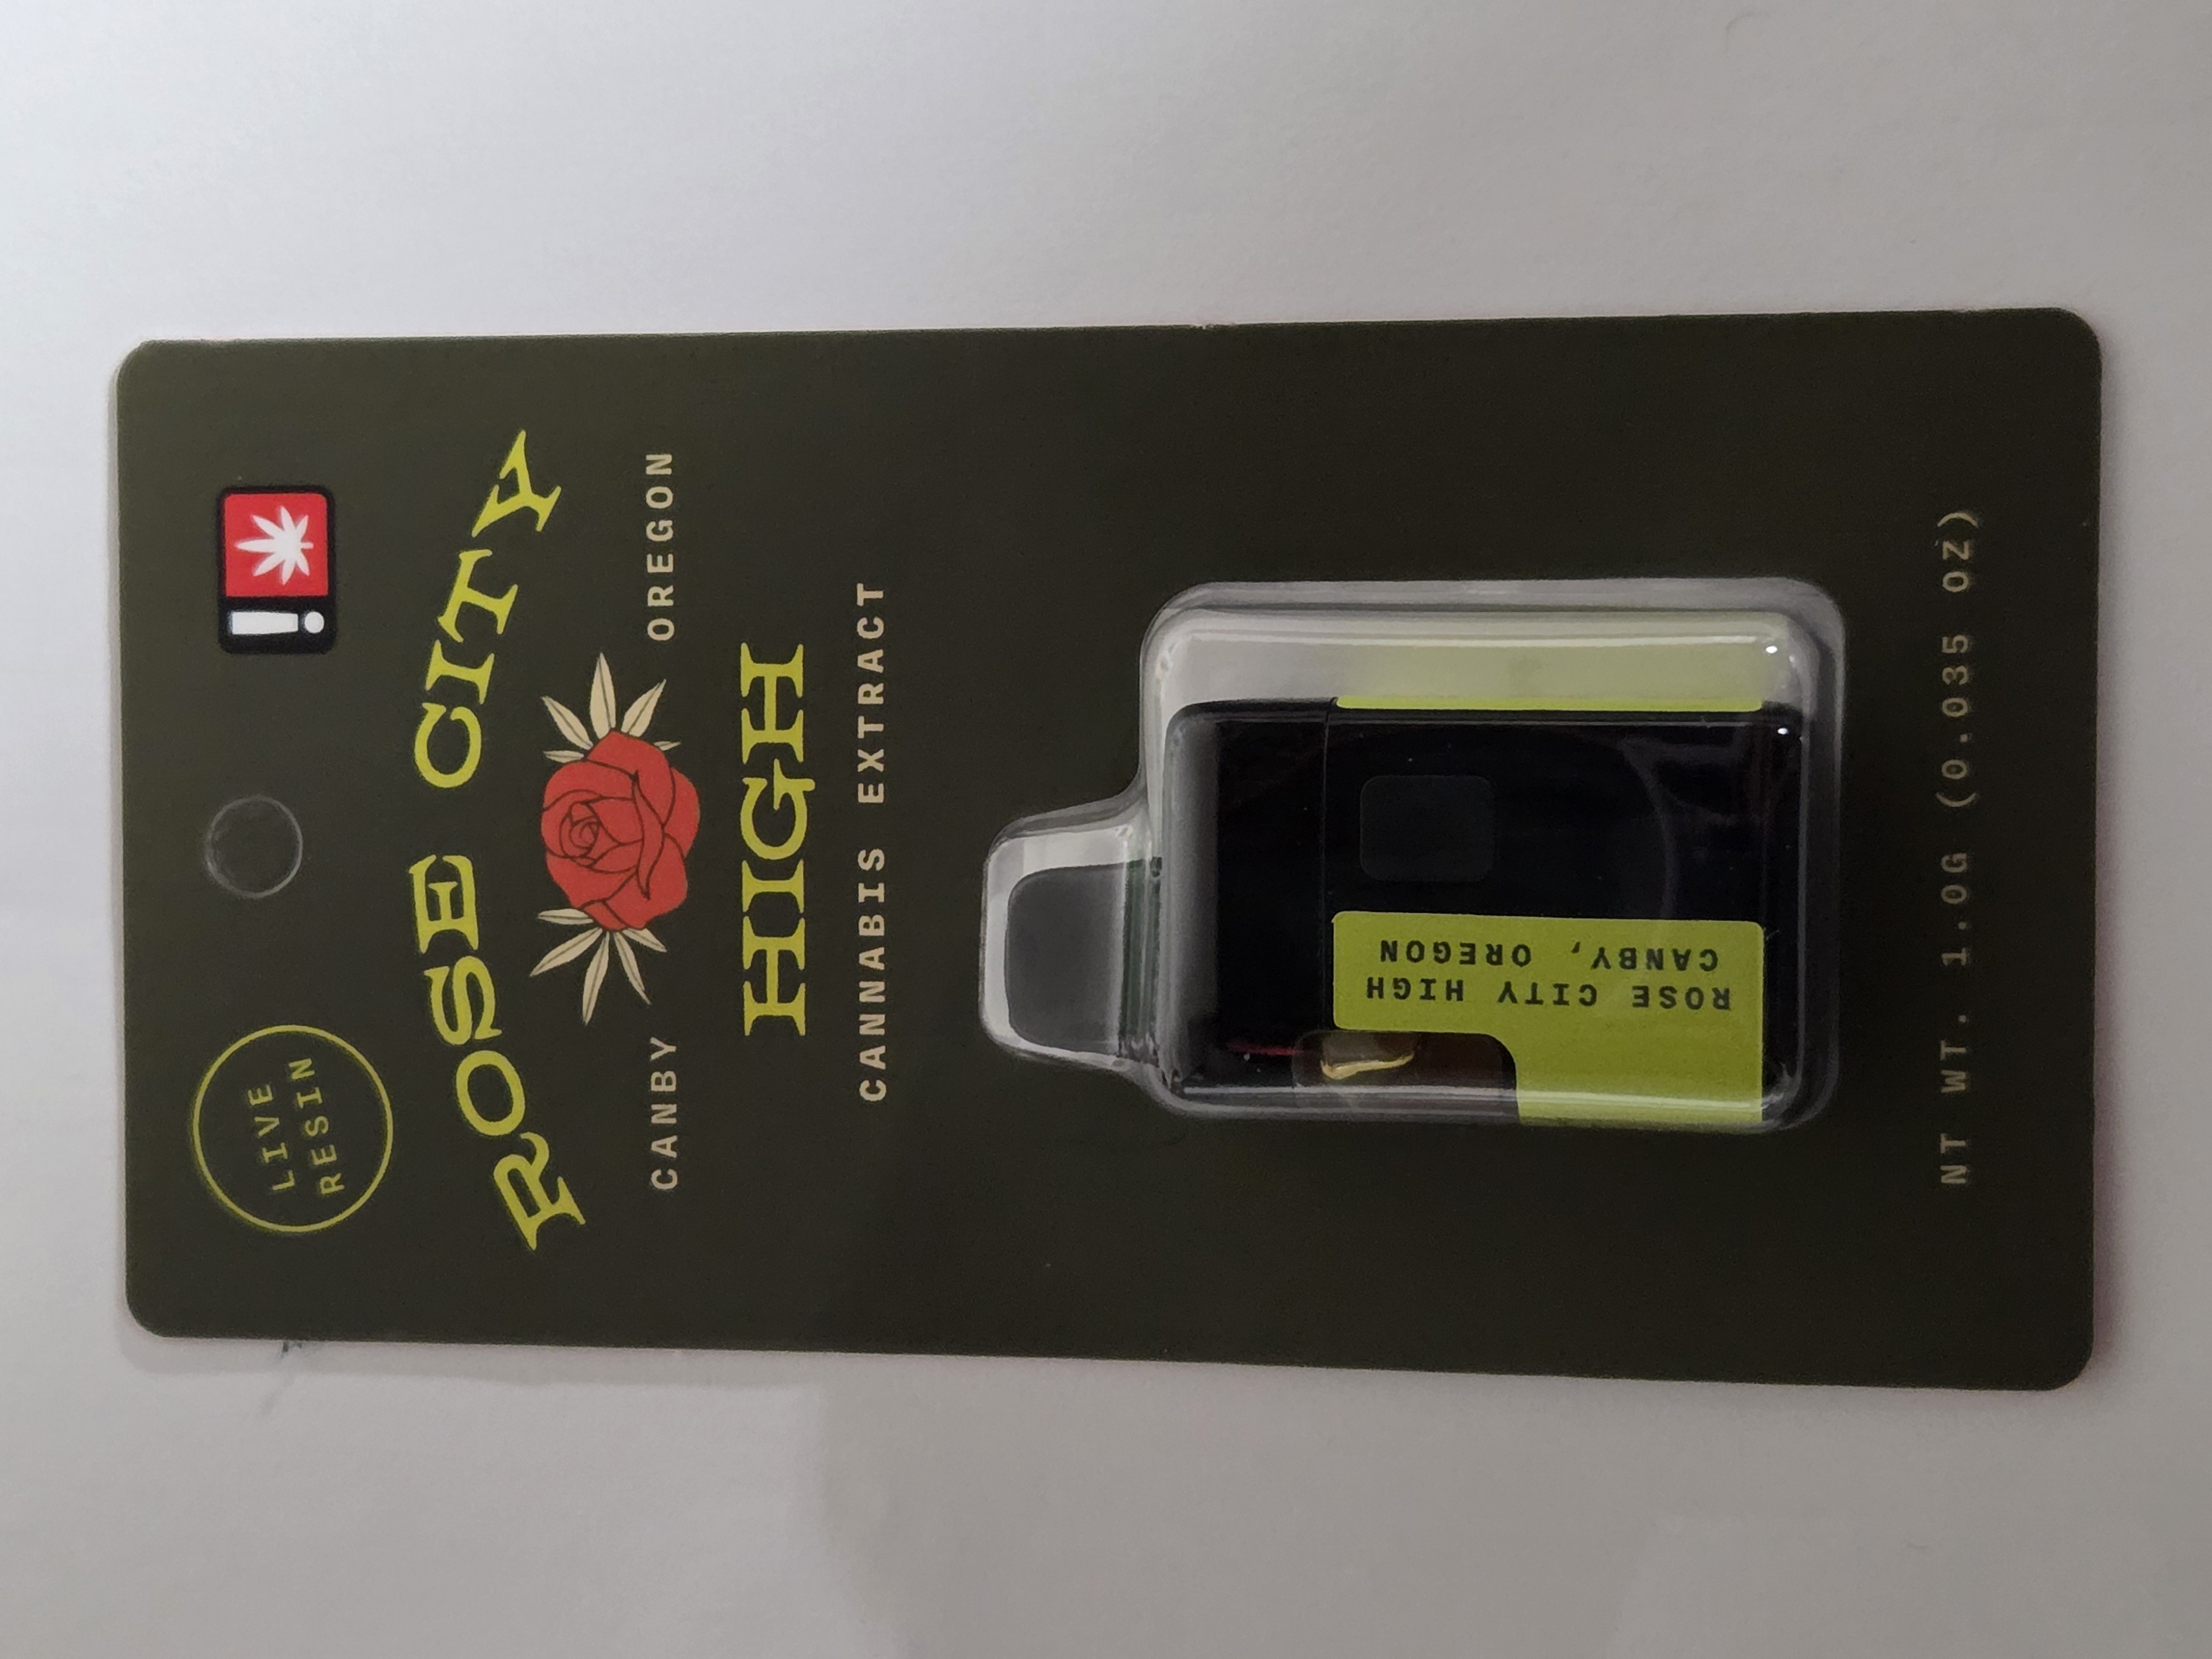 LIVE
RESIN
ROSE CITY
CANBY OREGON
HIGH
CANNABIS EXTRACT
ROSE CITY HIGH
CANBY, OREGON
NT WT. 1.0G (0.035 OZ)